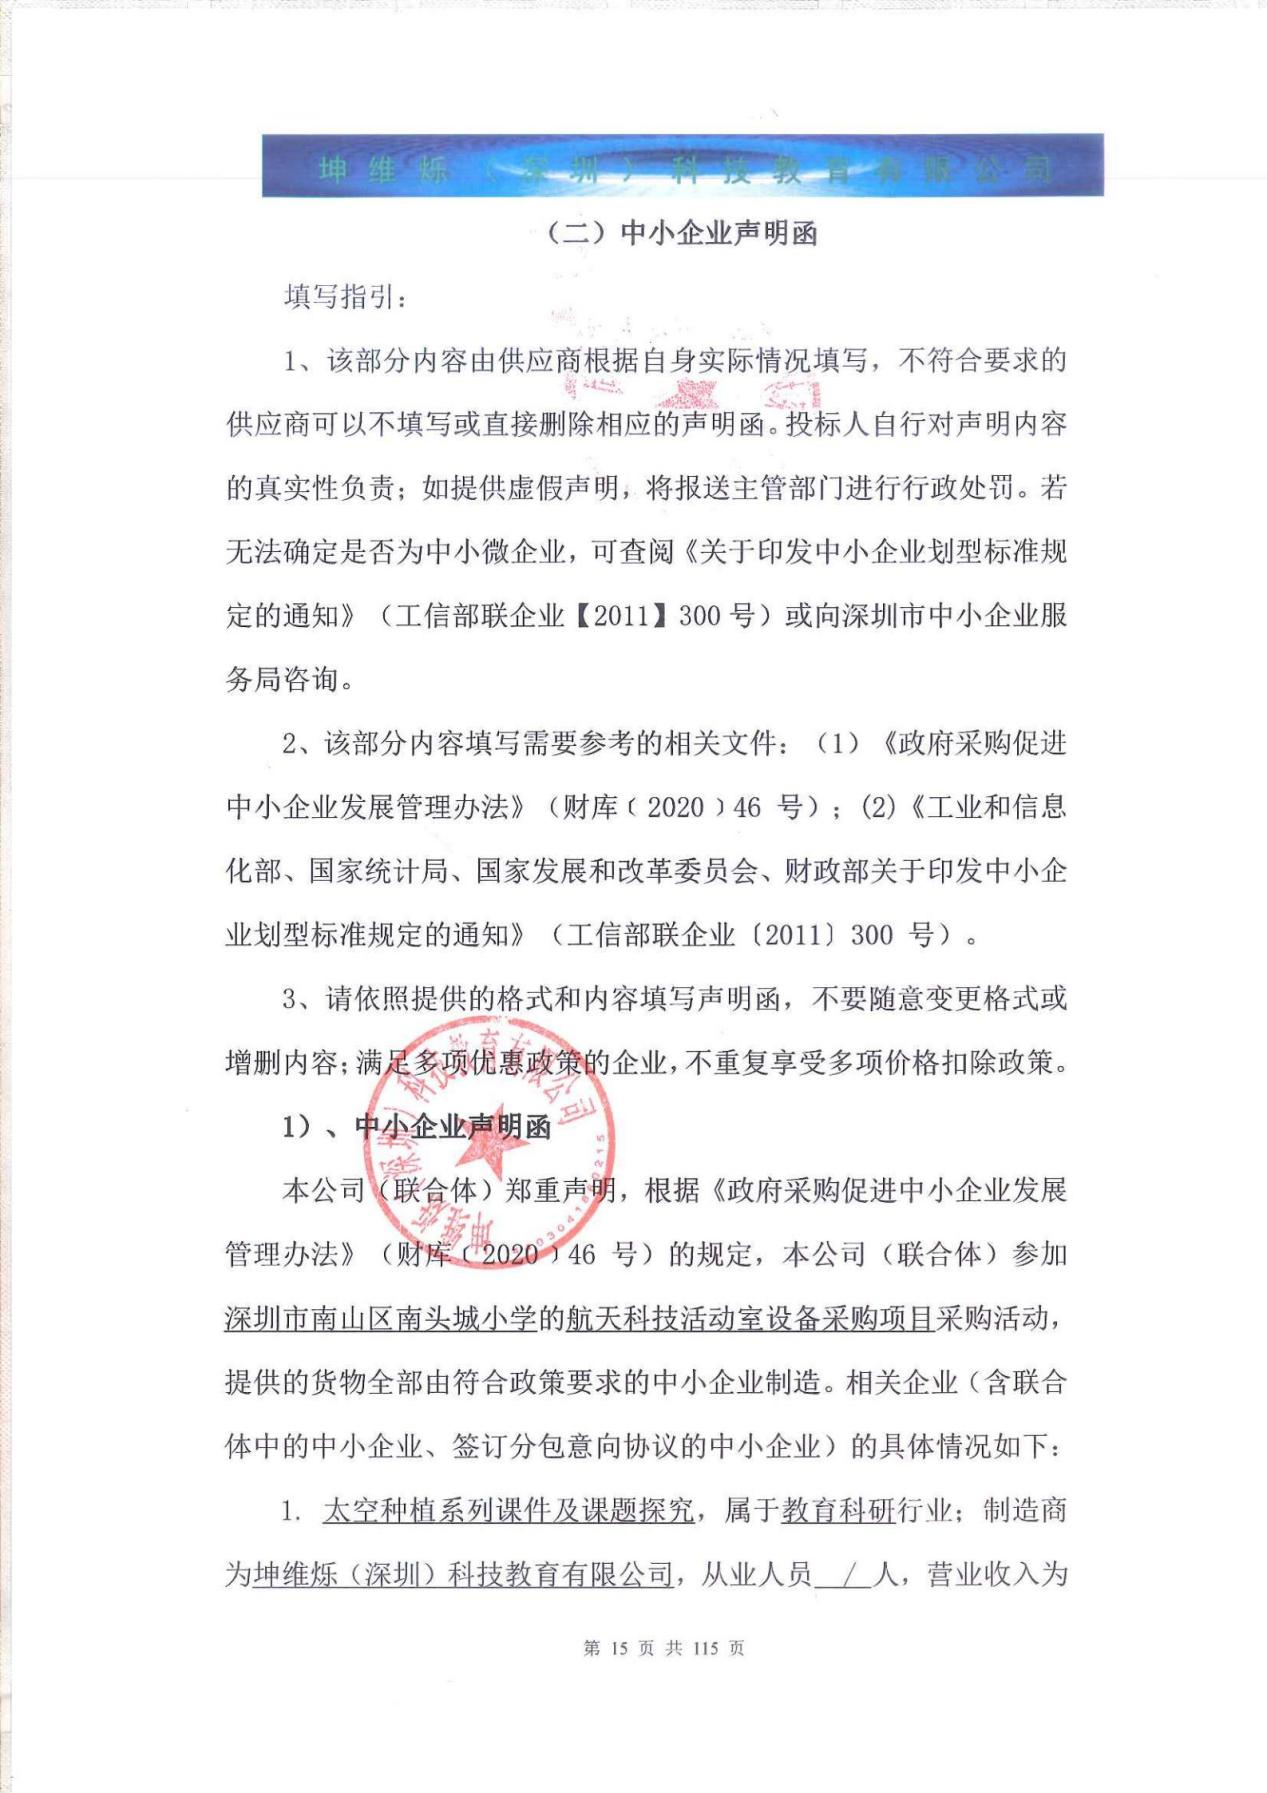 坤维烁（深圳）科技教育有限公司
（二）中小企业声明函
填写指引：
1、该部分内容由供应商根据自身实际情况填写，不符合要求的
供应商可以不填写或直接删除相应的声明函。投标人自行对声明内容
的真实性负责；如提供虚假声明，将报送主管部门进行行政处罚。若
无法确定是否为中小微企业，可查阅《关于印发中小企业划型标准规
定的通知》（工信部联企业【2011】300 号）或向深圳市中小企业服
务局咨询。
2、该部分内容填写需要参考的相关文件：（1）《政府采购促进
中小企业发展管理办法》（财库﹝2020﹞46 号）；(2)《工业和信息
化部、国家统计局、国家发展和改革委员会、财政部关于印发中小企
业划型标准规定的通知》（工信部联企业〔2011〕300 号）。
3、请依照提供的格式和内容填写声明函，不要随意变更格式或
增删内容；满足多项优惠政策的企业，不重复享受多项价格扣除政策。
1）、中小企业声明函
本公司（联合体）郑重声明，根据《政府采购促进中小企业发展
管理办法》（财库﹝2020﹞46 号）的规定，本公司（联合体）参加
深圳市南山区南头城小学的航天科技活动室设备采购项目采购活动，
提供的货物全部由符合政策要求的中小企业制造。相关企业（含联合
体中的中小企业、签订分包意向协议的中小企业）的具体情况如下：
1. 太空种植系列课件及课题探究，属于教育科研行业；制造商
为坤维烁（深圳）科技教育有限公司，从业人员 / 人，营业收入为
坤维烁（深圳）科技教育有限公司
第 15 页 共 115 页